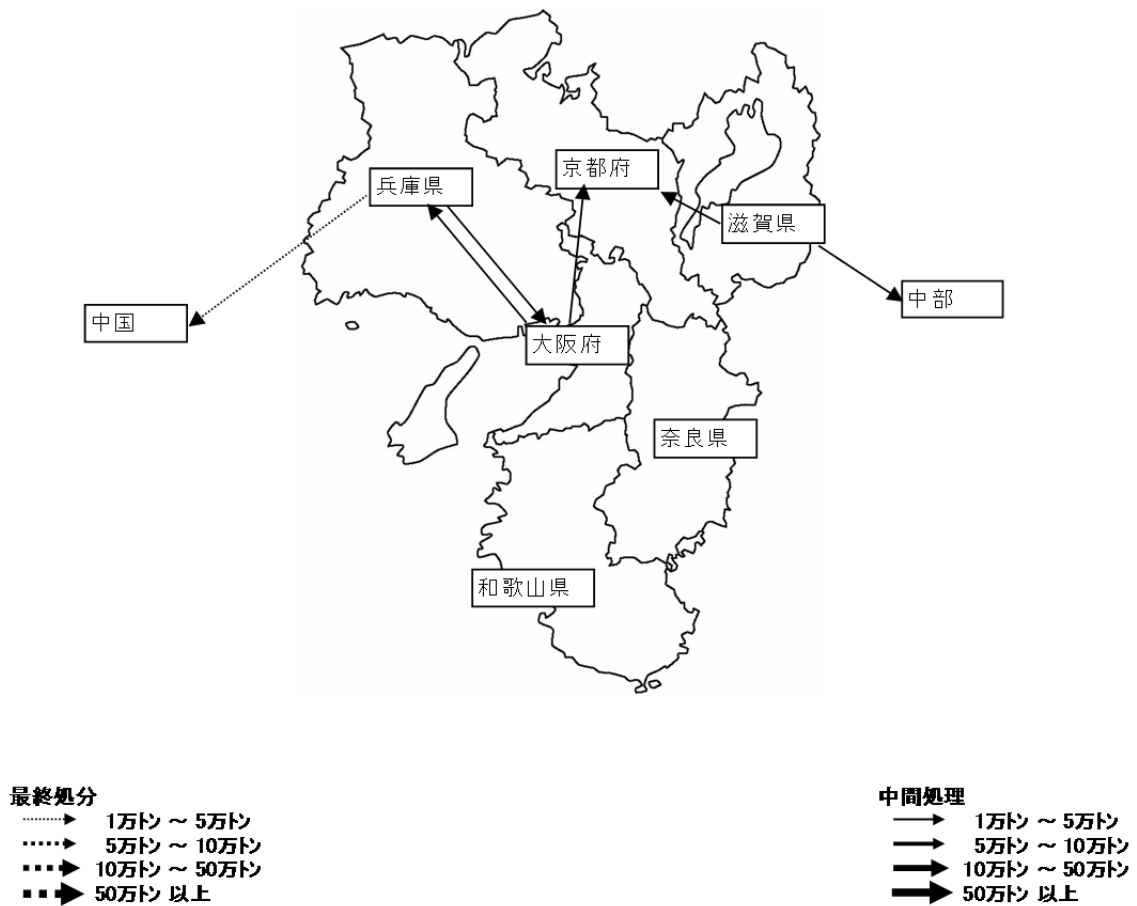 京都府
兵庫県
滋賀県
中部
中国
大阪府
奈良県
和歌山県
最終処分
1万トン ～ 5万トン
5万トン ～ 10万トン
10万トン ～ 50万トン
50万トン 以上
中間処理
1万トン ～ 5万トン
5万トン ～ 10万トン
10万トン ～ 50万トン
50万トン 以上